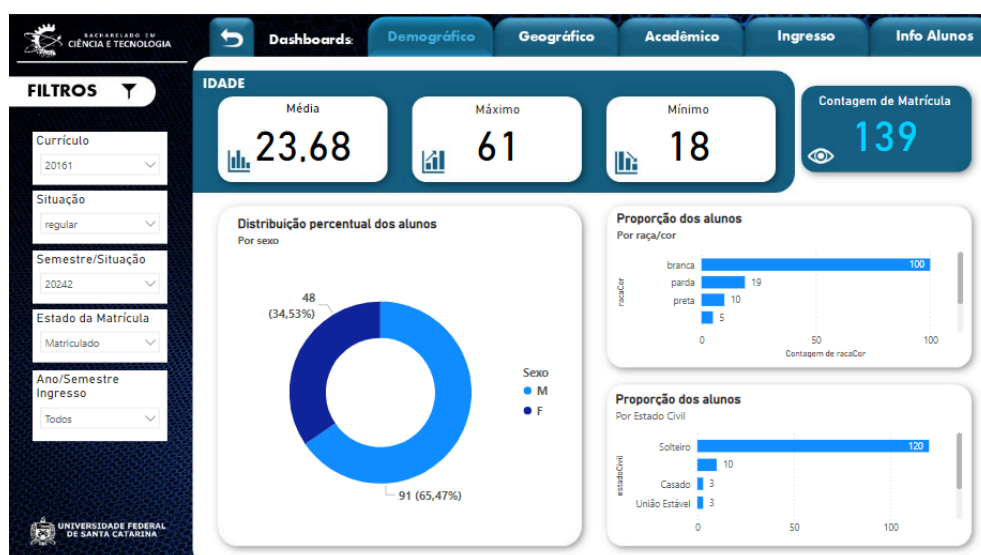 BACHARELADO EM
CIÊNCIA E TECNOLOGIA
Dashboards:
Demográfico
Geográfico
Acadêmico
Ingresso
Info Alunos
FILTROS
Currículo
20161
Situação
regular
Semestre/Situação
20242
Estado da Matrícula
Matriculado
Ano/Semestre
Ingresso
Todos
UNIVERSIDADE FEDERAL
DE SANTA CATARINA
IDADE
Média
23,68
Máximo
61
Mínimo
18
Contagem de Matrícula
139
Distribuição percentual dos alunos
Por sexo
48
(34,53%)
91 (65,47%)
Sexo
M
F
Proporção dos alunos
Por raça/cor
racaCor
branca 100
parda 19
preta 10
5
0 50 100
Contagem de racaCor
Proporção dos alunos
Por Estado Civil
estadoCivil
Solteiro 120
10
Casado 3
União Estável 3
0 50 100